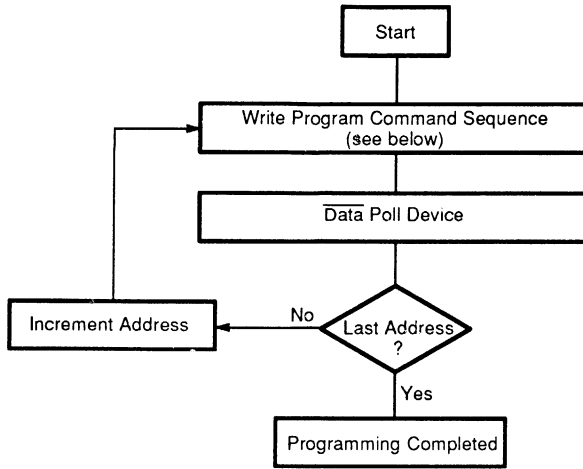 Start
Write Program Command Sequence
(see below)
Data Poll Device
No
Increment Address
Last Address
?
Yes
Programming Completed